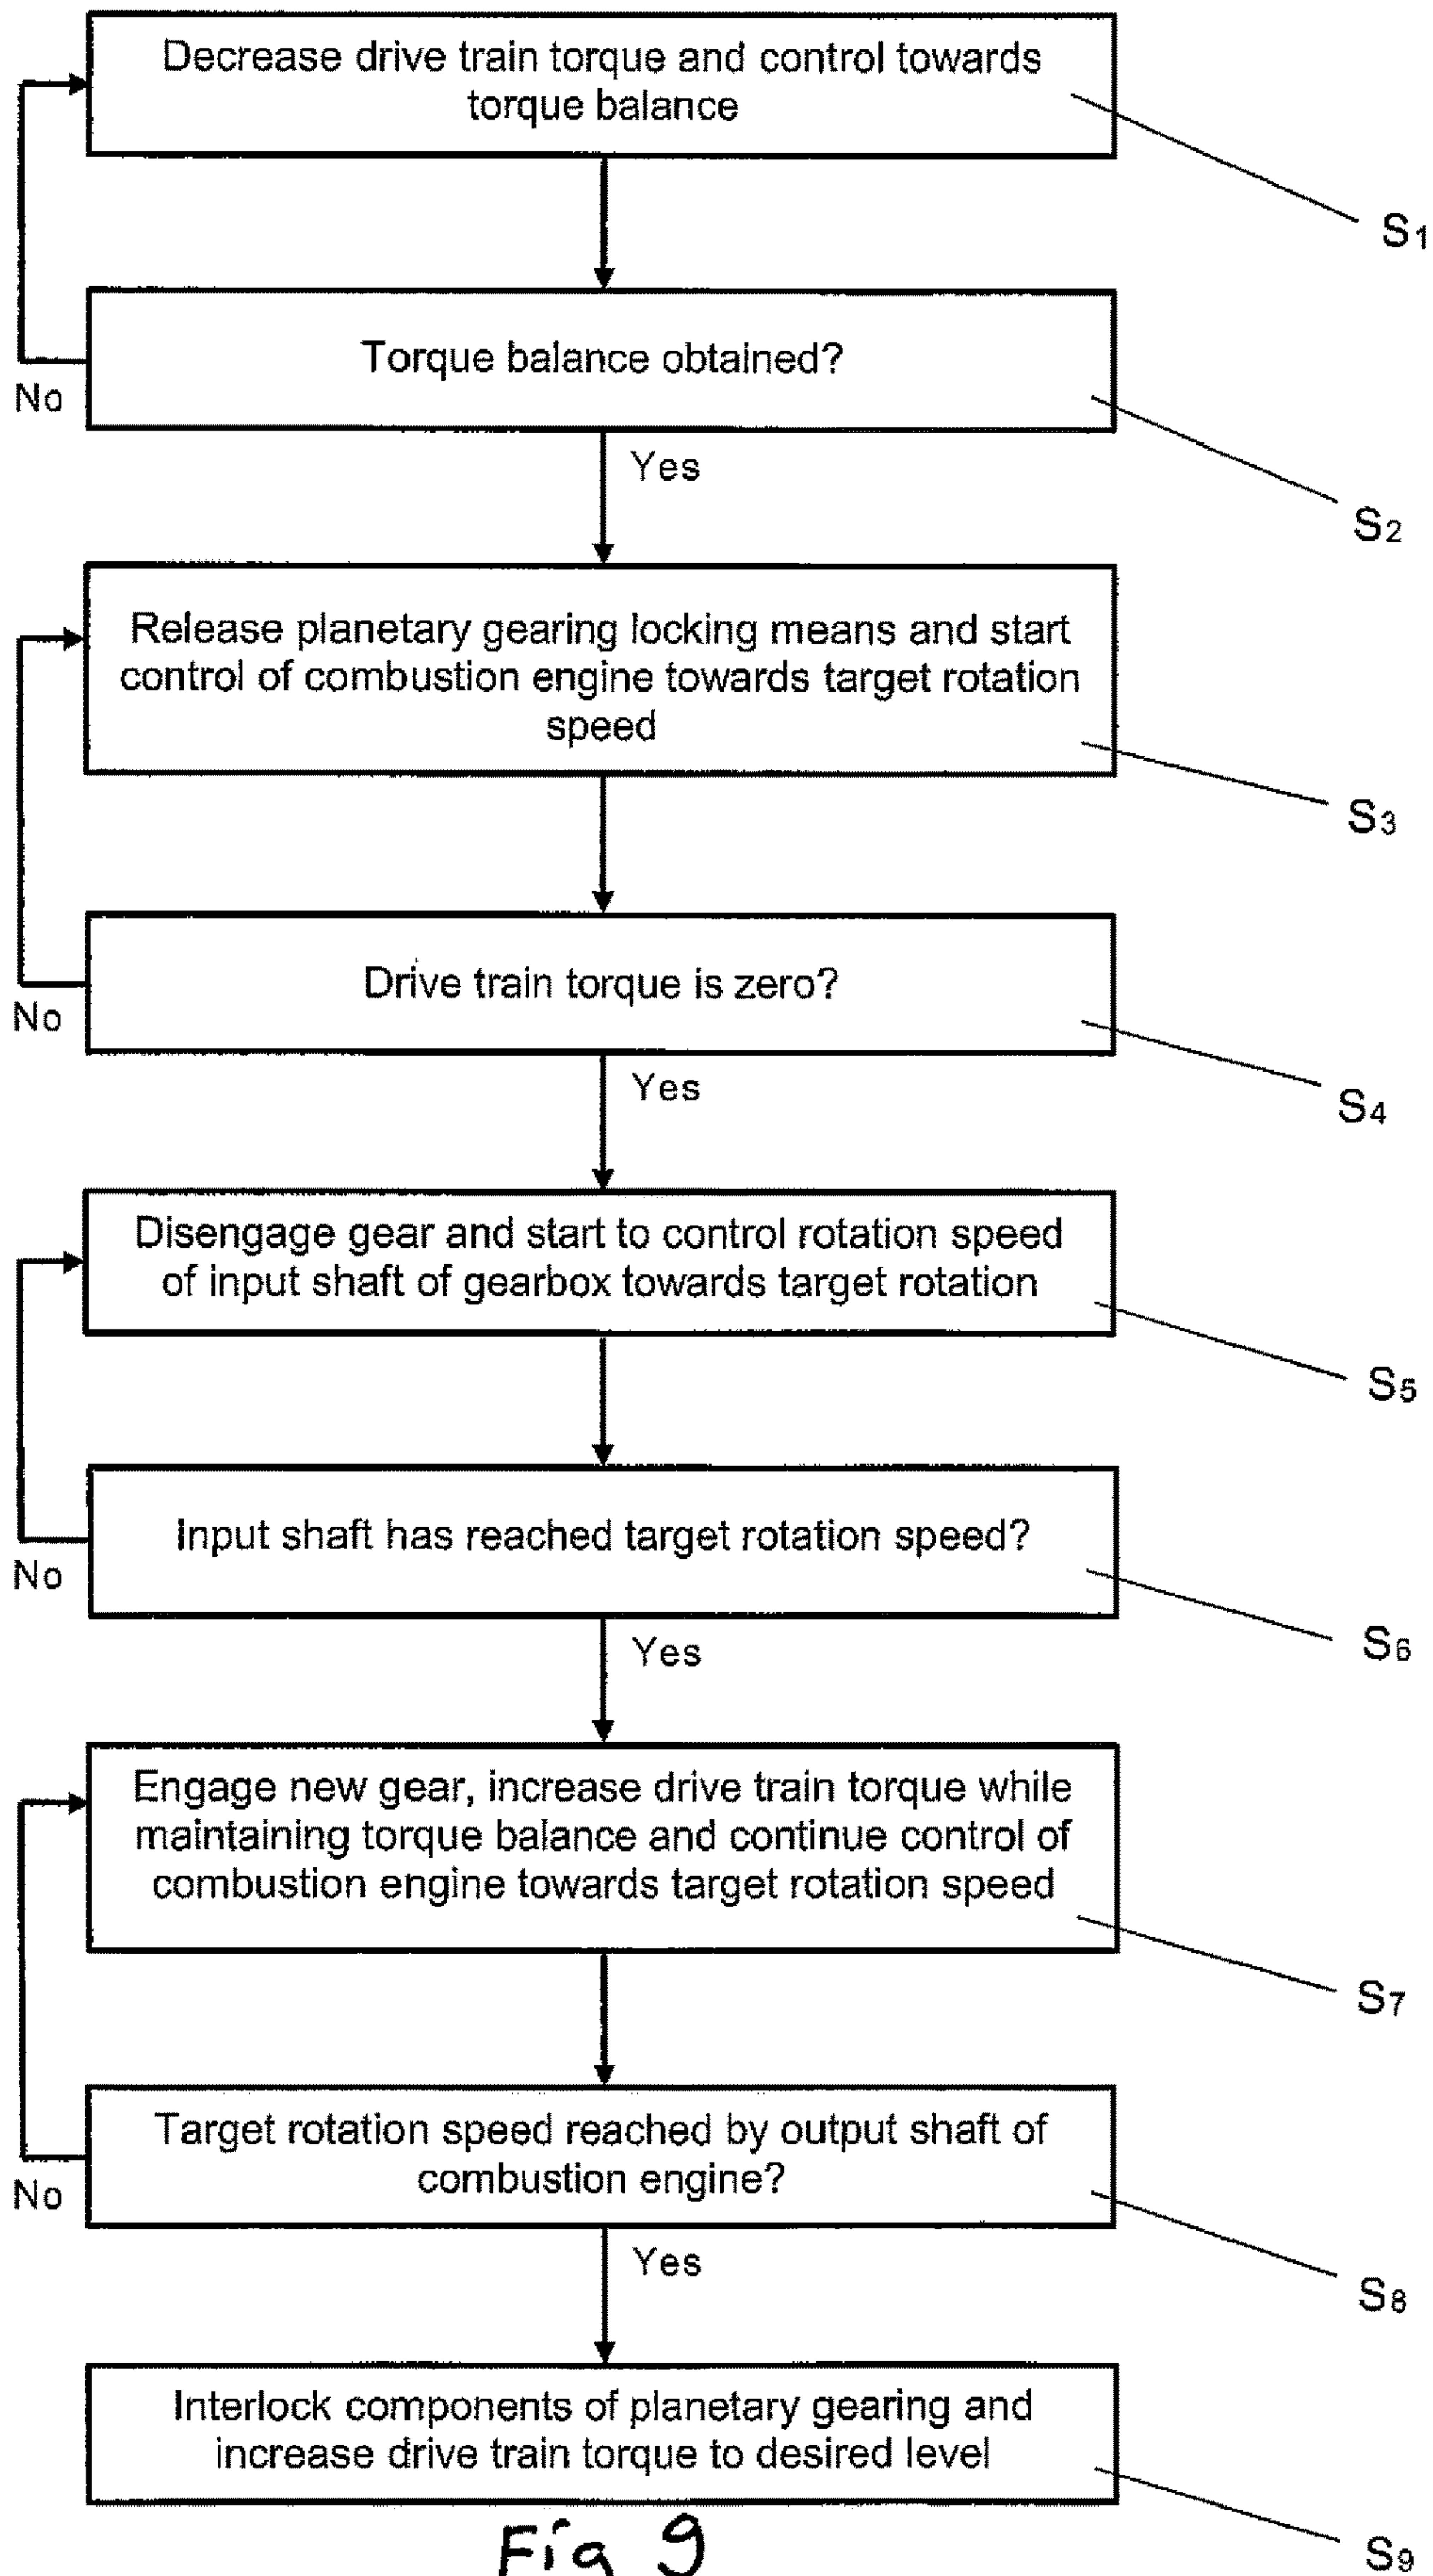 Decrease drive train torque and control towards
torque balance
S1
Torque balance obtained?
No
Yes
S2
Release planetary gearing locking means and start
control of combustion engine towards target rotation
speed
S3
Drive train torque is zero?
No
Yes
S4
Disengage gear and start to control rotation speed
of input shaft of gearbox towards target rotation
S5
Input shaft has reached target rotation speed?
No
Yes
S6
Engage new gear, increase drive train torque while
maintaining torque balance and continue control of
combustion engine towards target rotation speed
S7
Target rotation speed reached by output shaft of
combustion engine?
No
Yes
S8
Interlock components of planetary gearing and
increase drive train torque to desired level
S9
Fig 9